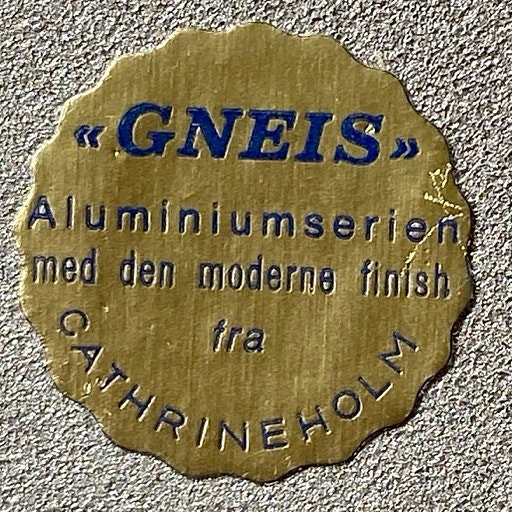 «GNEIS»
Aluminiumserien
med den moderne finish
fra
CATHRINEHOLM